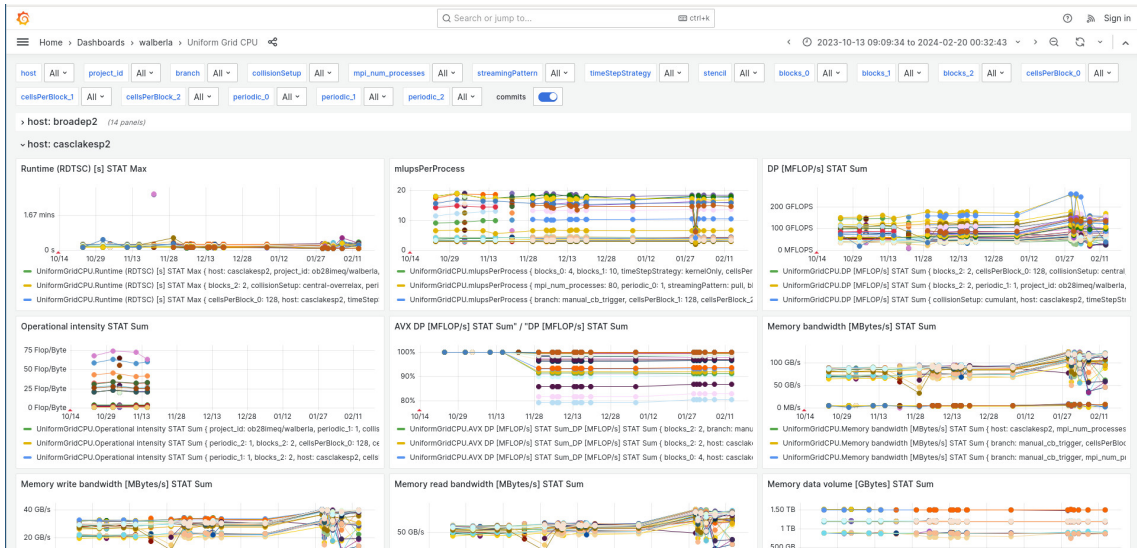 Search or jump to...
ctrl+k
Sign in
Home › Dashboards › walberla › Uniform Grid CPU
2023-10-13 09:09:34 to 2024-02-20 00:32:43
host All project_id All branch All collisionSetup All mpi_num_processes All streamingPattern All timeStepStrategy All stencil All blocks_0 All blocks_1 All blocks_2 All cellsPerBlock_0 All
cellsPerBlock_1 All cellsPerBlock_2 All periodic_0 All periodic_1 All periodic_2 All commits
host: broadep2 (14 panels)
host: casclakesp2
Runtime (RDTSC) [s] STAT Max
1.67 mins
0 s
10/14 10/29 11/13 11/28 12/13 12/28 01/12 01/27 02/11
UniformGridCPU.Runtime (RDTSC) [s] STAT Max { host: casclakesp2, project_id: ob28imeq/walberla,
UniformGridCPU.Runtime (RDTSC) [s] STAT Max { blocks_2: 2, collisionSetup: central-overrelax, peri
UniformGridCPU.Runtime (RDTSC) [s] STAT Max { cellsPerBlock_0: 128, host: casclakesp2, timeStep
mlupsPerProcess
20
10
0
10/14 10/29 11/13 11/28 12/13 12/28 01/12 01/27 02/11
UniformGridCPU.mlupsPerProcess { blocks_0: 4, blocks_1: 10, timeStepStrategy: kernelOnly, cellsPer
UniformGridCPU.mlupsPerProcess { mpi_num_processes: 80, periodic_0: 1, streamingPattern: pull, bl
UniformGridCPU.mlupsPerProcess { branch: manual_cb_trigger, cellsPerBlock_1: 128, cellsPerBlock_2
DP [MFLOP/s] STAT Sum
200 GFLOPS
100 GFLOPS
0 MFLOPS
10/14 10/29 11/13 11/28 12/13 12/28 01/12 01/27 02/11
UniformGridCPU.DP [MFLOP/s] STAT Sum { blocks_2: 2, periodic_1: 1, project_id: ob28imeq/walberla
UniformGridCPU.DP [MFLOP/s] STAT Sum { cellsPerBlock_0: 128, collisionSetup: central
UniformGridCPU.DP [MFLOP/s] STAT Sum { collisionSetup: cumulant, host: casclakesp2, timeStepStr
Operational intensity STAT Sum
75 Flop/Byte
50 Flop/Byte
25 Flop/Byte
0 Flop/Byte
10/14 10/29 11/13 11/28 12/13 12/28 01/12 01/27 02/11
UniformGridCPU.Operational intensity STAT Sum { project_id: ob28imeq/walberla, periodic_1: 1, collis
UniformGridCPU.Operational intensity STAT Sum { periodic_2: 1, blocks_2: 2, cellsPerBlock_0: 128, ce
UniformGridCPU.Operational intensity STAT Sum { periodic_1: 1, blocks_2: 2, host: casclakesp2, cells
AVX DP [MFLOP/s] STAT Sum" / "DP [MFLOP/s] STAT Sum
100%
90%
80%
10/14 10/29 11/13 11/28 12/13 12/28 01/12 01/27 02/11
UniformGridCPU.AVX DP [MFLOP/s] STAT Sum_DP [MFLOP/s] STAT Sum { blocks_2: 2, branch: manu
UniformGridCPU.AVX DP [MFLOP/s] STAT Sum_DP [MFLOP/s] STAT Sum { blocks_2: 2, host: casclak
UniformGridCPU.AVX DP [MFLOP/s] STAT Sum_DP [MFLOP/s] STAT Sum { blocks_0: 4, host: casclak
Memory bandwidth [MBytes/s] STAT Sum
100 GB/s
50 GB/s
0 MB/s
10/14 10/29 11/13 11/28 12/13 12/28 01/12 01/27 02/11
UniformGridCPU.Memory bandwidth [MBytes/s] STAT Sum { host: casclakesp2, mpi_num_processes
UniformGridCPU.Memory bandwidth [MBytes/s] STAT Sum { branch: manual_cb_trigger, cellsPerBloc
UniformGridCPU.Memory bandwidth [MBytes/s] STAT Sum { branch: manual_cb_trigger, mpi_num_p
Memory write bandwidth [MBytes/s] STAT Sum
40 GB/s
20 GB/s
Memory read bandwidth [MBytes/s] STAT Sum
50 GB/s
Memory data volume [GBytes] STAT Sum
1.50 TB
1 TB
500 GB